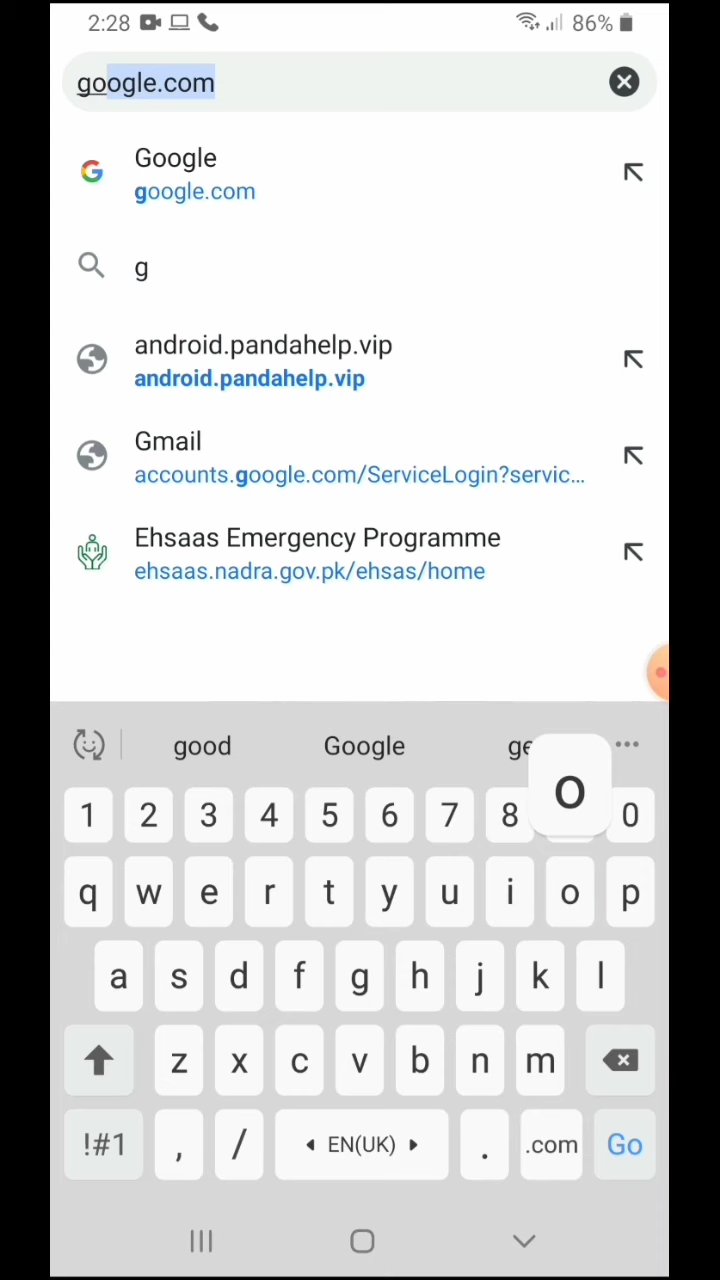 2:28 86%
google.com
Google
google.com
g
android.pandahelp.vip
android.pandahelp.vip
Gmail
accounts.google.com/ServiceLogin?servic...
Ehsaas Emergency Programme
ehsaas.nadra.gov.pk/ehsas/home
good Google ge
o
1 2 3 4 5 6 7 8 0
q w e r t y u i o p
a s d f g h j k l
z x c v b n m
!#1 , / EN(UK) . .com Go